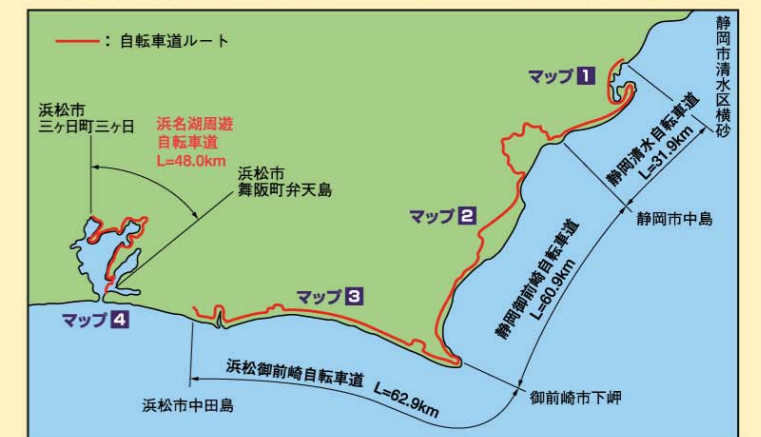 ：自転車道ルート
静岡市清水区横砂
マップ1
浜松市
三ヶ日町三ヶ日
浜名湖周遊
自転車道
L=48.0km
浜松市
舞阪町弁天島
静岡清水自転車道
L=31.9km
マップ2
静岡市中島
静岡御前崎自転車道
L=60.9km
マップ3
マップ4
浜松御前崎自転車道 L=62.9km
浜松市中田島
御前崎市下岬